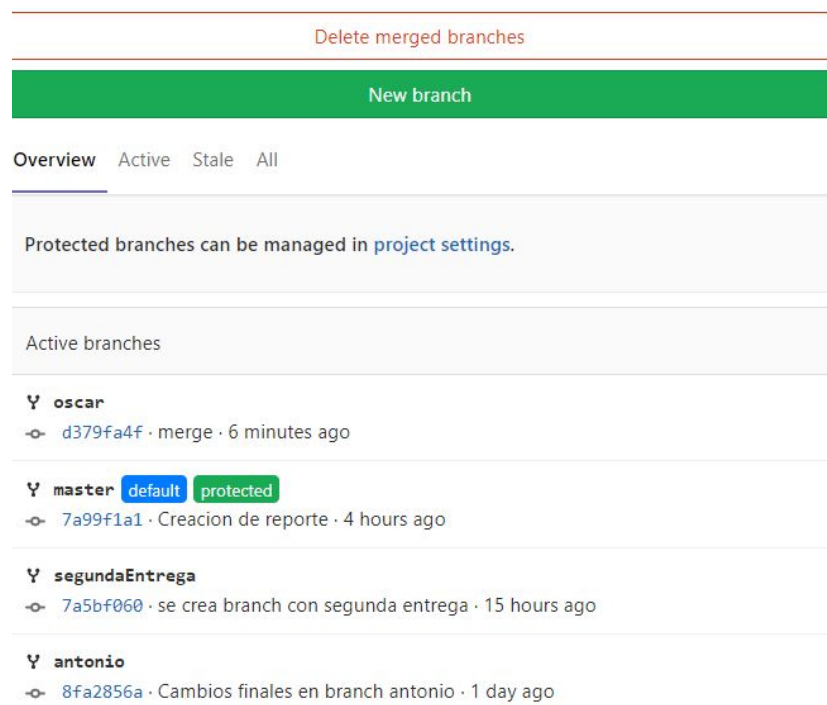 Delete merged branches
New branch
Overview Active Stale All
Protected branches can be managed in project settings.
Active branches
oscar
d379fa4f · merge · 6 minutes ago
master default protected
7a99f1a1 · Creacion de reporte · 4 hours ago
segundaEntrega
7a5bf060 · se crea branch con segunda entrega · 15 hours ago
antonio
8fa2856a · Cambios finales en branch antonio · 1 day ago